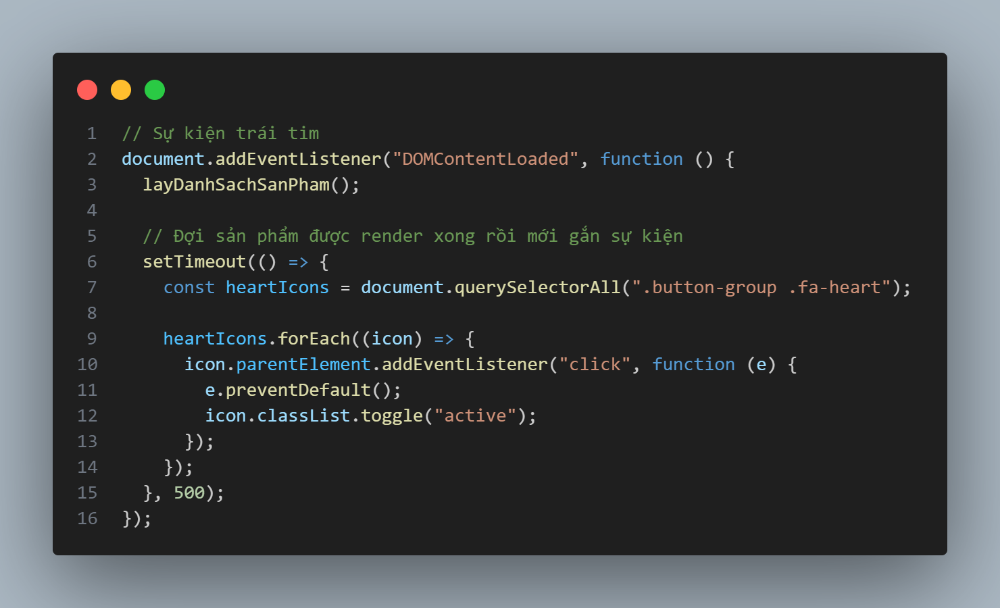 1 // Sự kiện trái tim
2 document.addEventListener("DOMContentLoaded", function () {
3   layDanhSachSanPham();
4
5   // Đợi sản phẩm được render xong rồi mới gắn sự kiện
6   setTimeout(() => {
7     const heartIcons = document.querySelectorAll(".button-group .fa-heart");
8
9     heartIcons.forEach((icon) => {
10       icon.parentElement.addEventListener("click", function (e) {
11         e.preventDefault();
12         icon.classList.toggle("active");
13       });
14     });
15   }, 500);
16 });